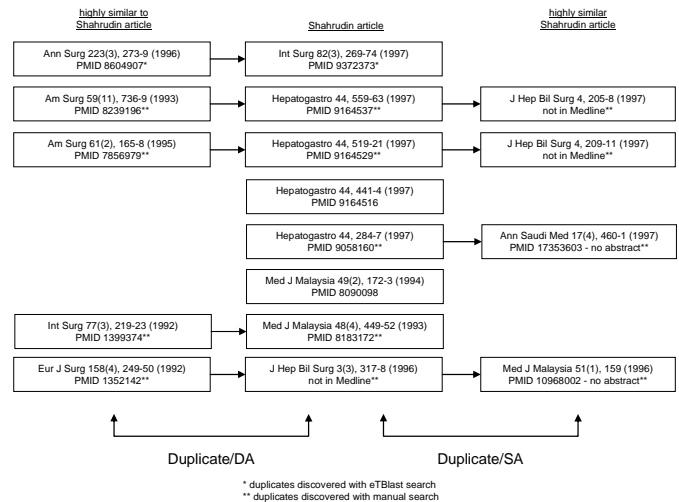 highly similar to
Shahrudin article
Shahrudin article
highly similar
Shahrudin Article
Ann Surg 223(3), 273-9 (1996)
PMID 8604907*
Int Surg 82(3), 269-74 (1997)
PMID 9372373*
Am Surg 59(11), 736-9 (1993)
PMID 8239196**
Hepatogastro 44, 559-63 (1997)
PMID 9164537**
J Hep Bil Surg 4, 205-8 (1997)
not in Medline**
Am Surg 61(2), 165-8 (1995)
PMID 7856979**
Hepatogastro 44, 519-21 (1997)
PMID 9164529**
J Hep Bil Surg 4, 209-11 (1997)
not in Medline**
Hepatogastro 44, 441-4 (1997)
PMID 9164516
Hepatogastro 44, 284-7 (1997)
PMID 9058160**
Ann Saudi Med 17(4), 460-1 (1997)
PMID 17353603 - no abstract**
Med J Malaysia 49(2), 172-3 (1994)
PMID 8090098
Int Surg 77(3), 219-23 (1992)
PMID 1399374**
Med J Malaysia 48(4), 449-52 (1993)
PMID 8183172**
Eur J Surg 158(4), 249-50 (1992)
PMID 1352142**
J Hep Bil Surg 3(3), 317-8 (1996)
not in Medline**
Med J Malaysia 51(1), 159 (1996)
PMID 10968002 - no abstract**
Duplicate/DA
Duplicate/SA
* duplicates discovered with eTBlast search
** duplicates discovered with manual search